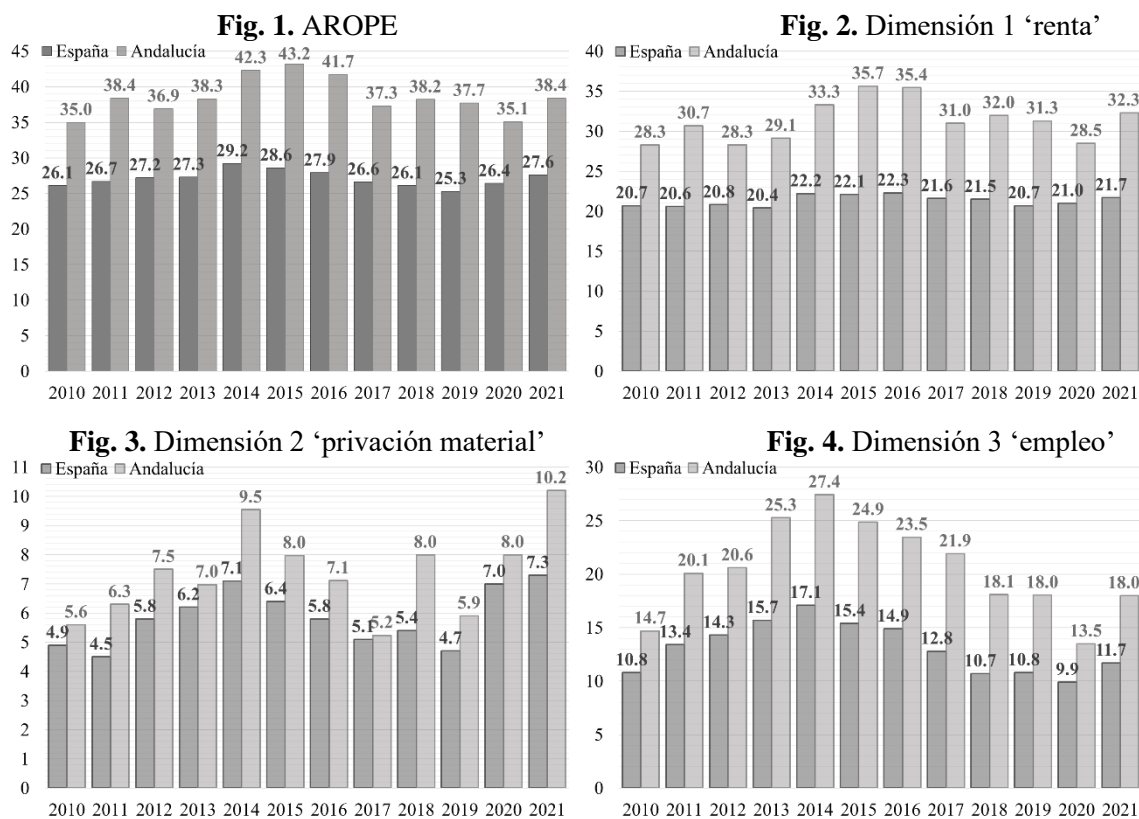 Fig. 1. AROPE
España Andalucía
45
40
35
30
25
20
15
10
5
0
26.1 35.0 26.7 38.4 27.2 36.9 27.3 38.3 29.2 42.3 28.6 43.2 27.9 41.7 26.6 37.3 26.1 38.2 25.3 37.7 26.4 35.1 27.6 38.4
2010 2011 2012 2013 2014 2015 2016 2017 2018 2019 2020 2021
Fig. 2. Dimensión 1 ‘renta’
España Andalucía
40
35
30
25
20
15
10
5
0
20.7 28.3 20.6 30.7 20.8 28.3 20.4 29.1 22.2 33.3 22.1 35.7 22.3 35.4 21.6 31.0 21.5 32.0 20.7 31.3 21.0 28.5 21.7 32.3
2010 2011 2012 2013 2014 2015 2016 2017 2018 2019 2020 2021
Fig. 3. Dimensión 2 ‘privación material’
España Andalucía
11
10
9
8
7
6
5
4
3
2
1
0
4.9 5.6 4.5 6.3 5.8 7.5 6.2 7.0 7.1 9.5 6.4 8.0 5.8 7.1 5.1 5.2 5.4 8.0 4.7 5.9 7.0 8.0 7.3 10.2
2010 2011 2012 2013 2014 2015 2016 2017 2018 2019 2020 2021
Fig. 4. Dimensión 3 ‘empleo’
España Andalucía
30
25
20
15
10
5
0
10.8 14.7 13.4 20.1 14.3 20.6 15.7 25.3 17.1 27.4 15.4 24.9 14.9 23.5 12.8 21.9 10.7 18.1 10.8 18.0 9.9 13.5 11.7 18.0
2010 2011 2012 2013 2014 2015 2016 2017 2018 2019 2020 2021